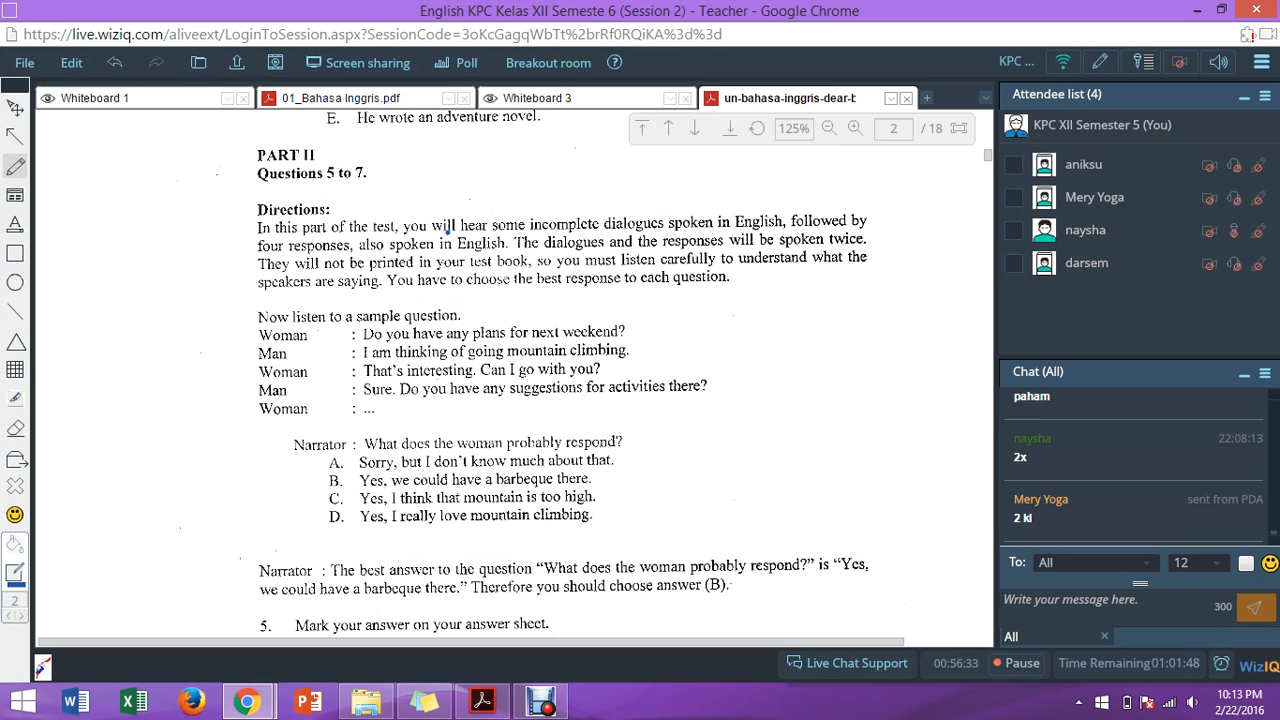 English KPC Kelas XII Semeste 6 (Session 2) - Teacher - Google Chrome
https://live.wiziq.com/aliveext/LoginToSession.aspx?SessionCode=3oKcGagqWbTt%2brRf0RQiKA%3d%3d
File Edit Screen sharing Poll Breakout room KPC ...
Whiteboard 1 01_Bahasa Inggris.pdf Whiteboard 3 un-bahasa-inggris-dear-b
Attendee list (4)
125% 2 / 18
KPC XII Semester 5 (You)
aniksu
Mery Yoga
naysha
darsem
E. He wrote an adventure novel.
PART II
Questions 5 to 7.
Directions:
In this part of the test, you will hear some incomplete dialogues spoken in English, followed by
four responses, also spoken in English. The dialogues and the responses will be spoken twice.
They will not be printed in your test book, so you must listen carefully to understand what the
speakers are saying. You have to choose the best response to each question.
Now listen to a sample question.
Woman : Do you have any plans for next weekend?
Man : I am thinking of going mountain climbing.
Woman : That's interesting. Can I go with you?
Man : Sure. Do you have any suggestions for activities there?
Woman : ...
Narrator : What does the woman probably respond?
A. Sorry, but I don't know much about that.
B. Yes, we could have a barbeque there.
C. Yes, I think that mountain is too high.
D. Yes, I really love mountain climbing.
Narrator : The best answer to the question “What does the woman probably respond?” is “Yes,
we could have a barbeque there.” Therefore you should choose answer (B).
5. Mark your answer on your answer sheet.
Chat (All)
paham
naysha 22:08:13
2x
Mery Yoga sent from PDA
2 kl
To: All 12
Write your message here. 300
All
2
Live Chat Support 00:56:33 Pause Time Remaining 01:01:48 WizIQ
10:13 PM
2/22/2016